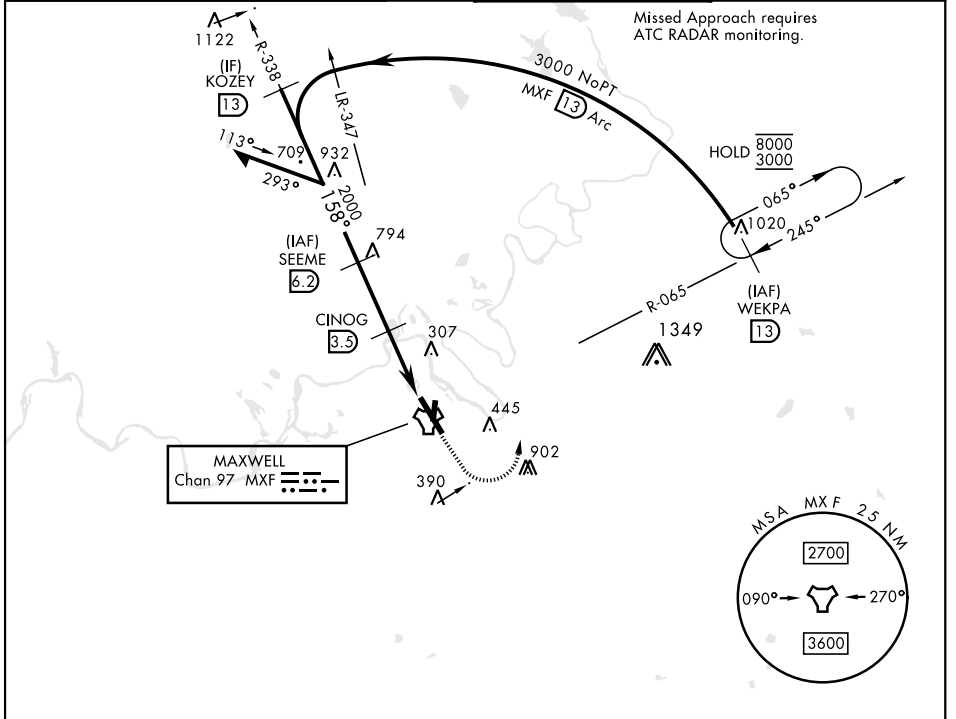 Missed Approach requires
ATC RADAR monitoring.
1122
R-338
(IF)
KOZEY
13
LR-347
3000 NoPT
MXF 13 Arc
HOLD 8000
3000
113°
709
932
293°
2000
158°
065°
1020
245°
R-065
(IAF)
WEKPA
13
1349
794
(IAF)
SEEME
6.2
CINOG
3.5
307
445
902
390
MAXWELL
Chan 97 MXF
MSA MXF 25 NM
2700
090°
270°
3600